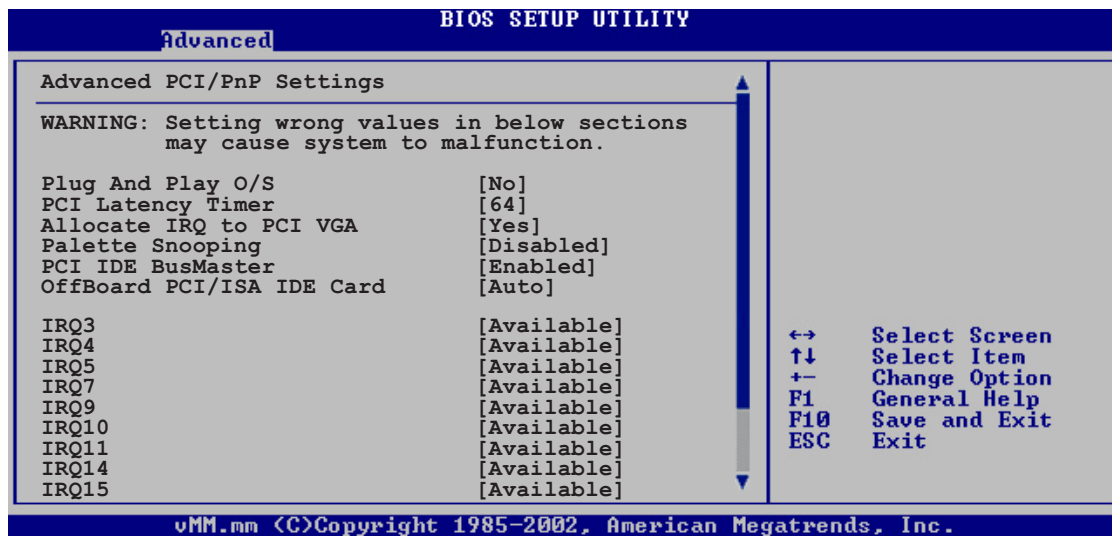 BIOS SETUP UTILITY
Advanced
Advanced PCI/PnP Settings
WARNING: Setting wrong values in below sections
may cause system to malfunction.
Plug And Play O/S [No]
PCI Latency Timer [64]
Allocate IRQ to PCI VGA [Yes]
Palette Snooping [Disabled]
PCI IDE BusMaster [Enabled]
OffBoard PCI/ISA IDE Card [Auto]
IRQ3 [Available]
IRQ4 [Available]
IRQ5 [Available]
IRQ7 [Available]
IRQ9 [Available]
IRQ10 [Available]
IRQ11 [Available]
IRQ14 [Available]
IRQ15 [Available]
←→ Select Screen
↑↓ Select Item
+- Change Option
F1 General Help
F10 Save and Exit
ESC Exit
vMM.mm (C)Copyright 1985-2002, American Megatrends, Inc.